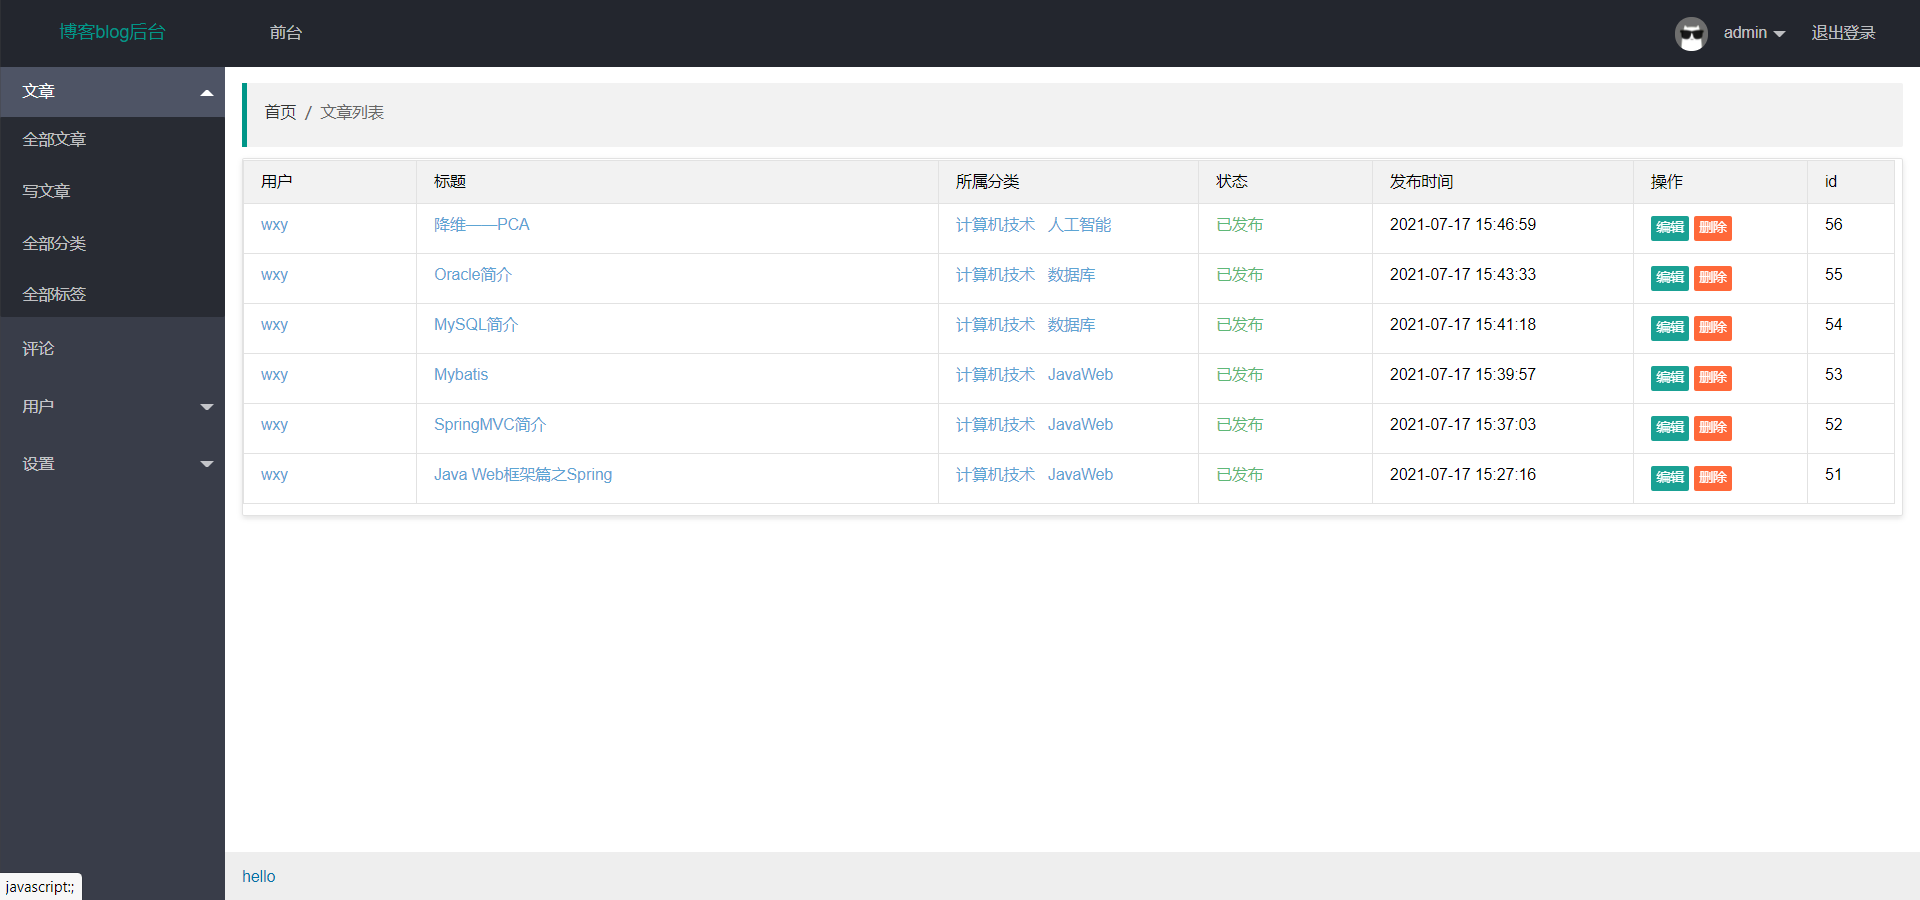 博客blog后台 前台 admin 退出登录
文章
全部文章
写文章
全部分类
全部标签
评论
用户
设置
首页 / 文章列表
用户 标题 所属分类 状态 发布时间 操作 id
wxy 降维——PCA 计算机技术 人工智能 已发布 2021-07-17 15:46:59 编辑 删除 56
wxy Oracle简介 计算机技术 数据库 已发布 2021-07-17 15:43:33 编辑 删除 55
wxy MySQL简介 计算机技术 数据库 已发布 2021-07-17 15:41:18 编辑 删除 54
wxy Mybatis 计算机技术 JavaWeb 已发布 2021-07-17 15:39:57 编辑 删除 53
wxy SpringMVC简介 计算机技术 JavaWeb 已发布 2021-07-17 15:37:03 编辑 删除 52
wxy Java Web框架篇之Spring 计算机技术 JavaWeb 已发布 2021-07-17 15:27:16 编辑 删除 51
hello
javascript:;